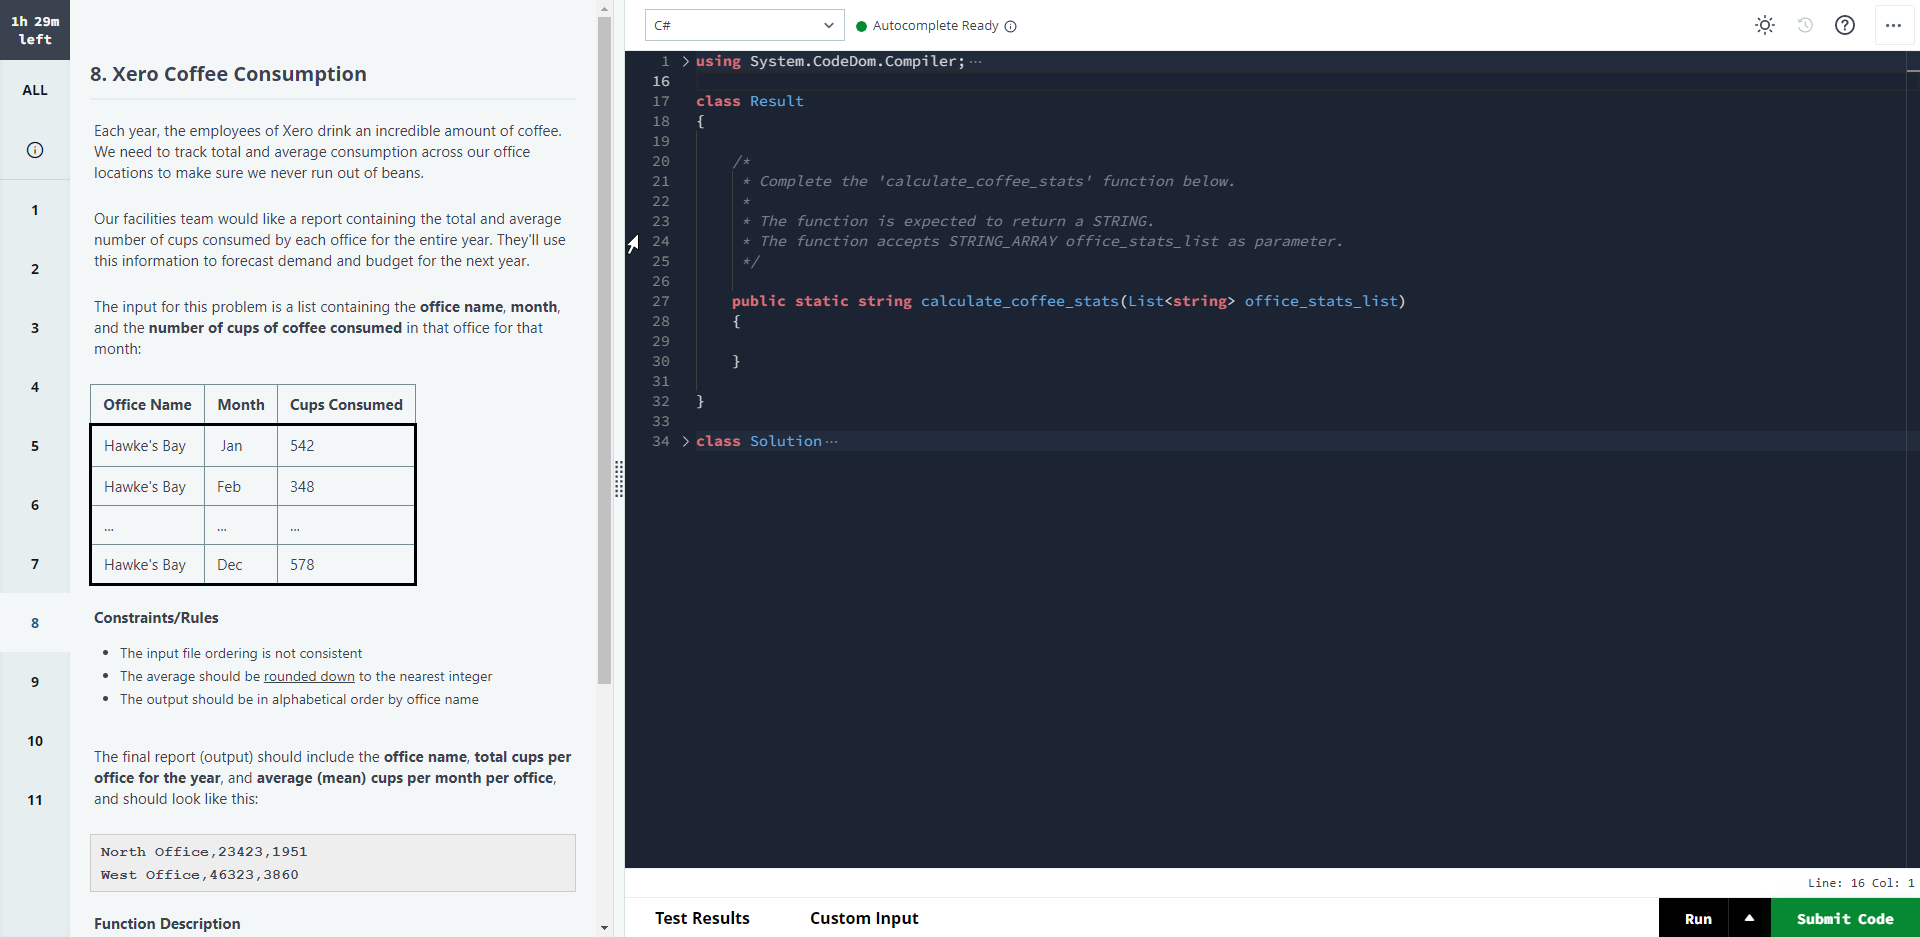 1h 29m
left
ALL
1
2
3
4
5
6
7
8
9
10
11
8. Xero Coffee Consumption
Each year, the employees of Xero drink an incredible amount of coffee.
We need to track total and average consumption across our office
locations to make sure we never run out of beans.
Our facilities team would like a report containing the total and average
number of cups consumed by each office for the entire year. They'll use
this information to forecast demand and budget for the next year.
The input for this problem is a list containing the office name, month,
and the number of cups of coffee consumed in that office for that
month:
Office Name Month Cups Consumed
Hawke's Bay Jan 542
Hawke's Bay Feb 348
... ... ...
Hawke's Bay Dec 578
Constraints/Rules
• The input file ordering is not consistent
• The average should be rounded down to the nearest integer
• The output should be in alphabetical order by office name
The final report (output) should include the office name, total cups per
office for the year, and average (mean) cups per month per office,
and should look like this:
North Office,23423,1951
West Office,46323,3860
Function Description
C#
Autocomplete Ready
1 using System.CodeDom.Compiler; ...
16
17 class Result
18 {
19
20 /*
21 * Complete the 'calculate_coffee_stats' function below.
22 *
23 * The function is expected to return a STRING.
24 * The function accepts STRING_ARRAY office_stats_list as parameter.
25 */
26
27 public static string calculate_coffee_stats(List<string> office_stats_list)
28 {
29
30 }
31
32 }
33
34 class Solution ...
Line: 16 Col: 1
Test Results Custom Input Run Submit Code